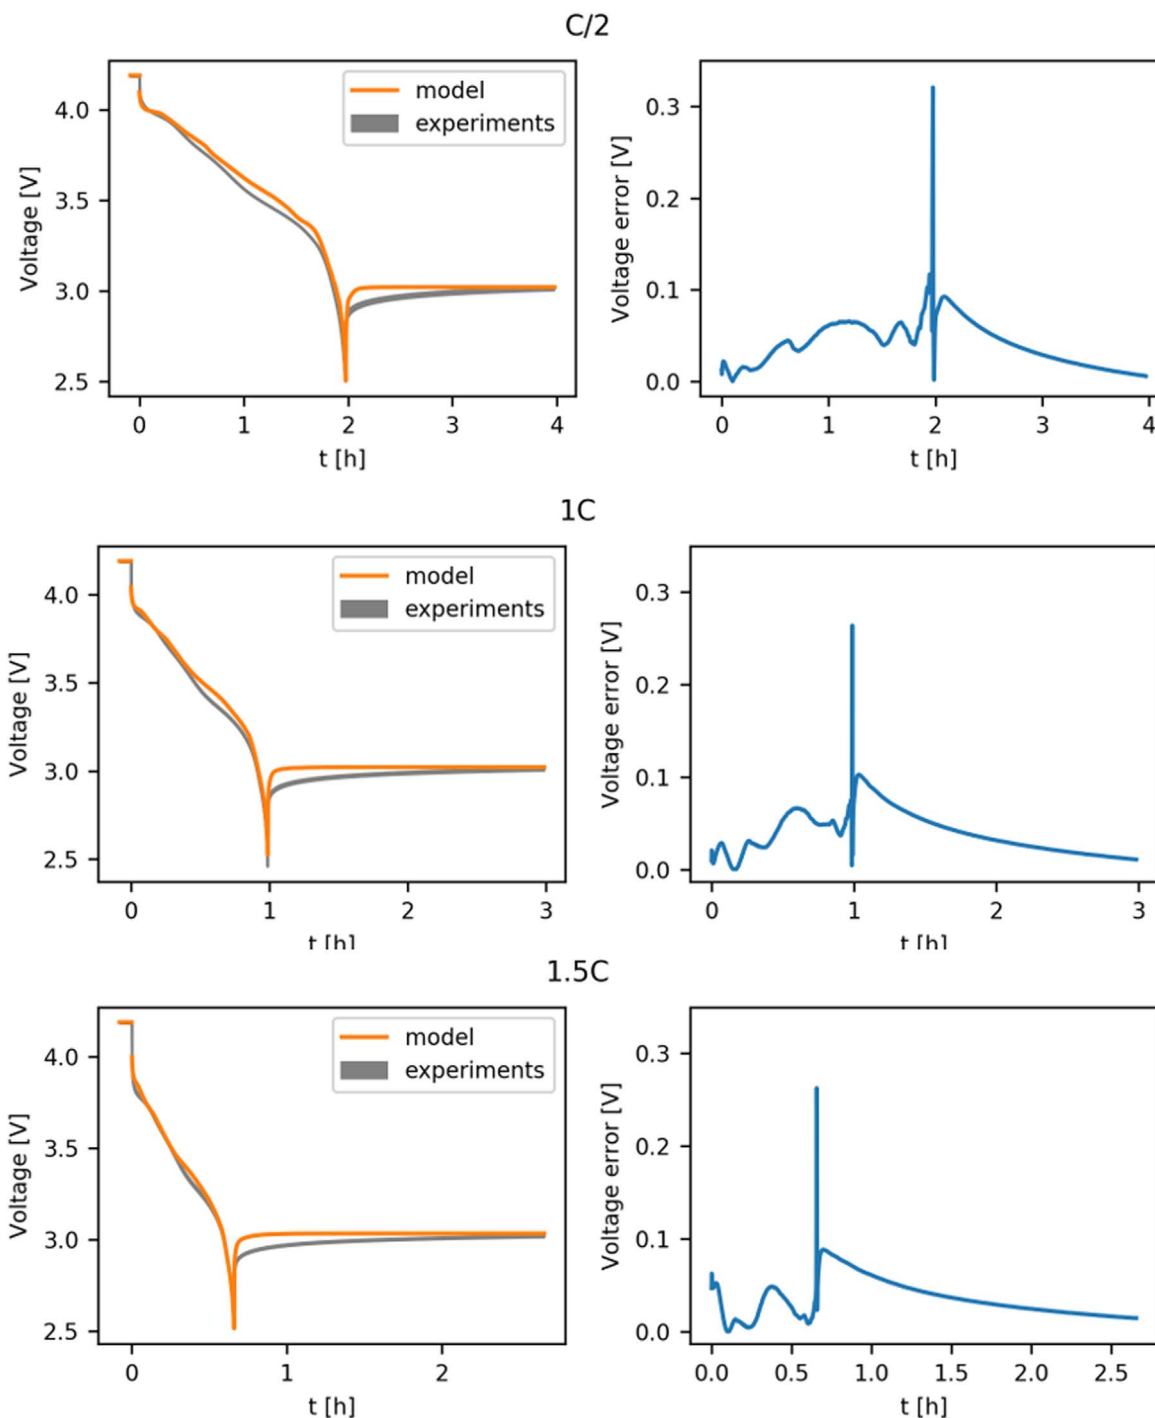 C/2
4.0
3.5
3.0
2.5
Voltage [V]
model
experiments
0 1 2 3 4
t [h]
0.3
0.2
0.1
0.0
Voltage error [V]
0 1 2 3 4
t [h]
1C
4.0
3.5
3.0
2.5
Voltage [V]
model
experiments
0 1 2 3
t [h]
0.3
0.2
0.1
0.0
Voltage error [V]
0 1 2 3
t [h]
1.5C
4.0
3.5
3.0
2.5
Voltage [V]
model
experiments
0 1 2
t [h]
0.3
0.2
0.1
0.0
Voltage error [V]
0.0 0.5 1.0 1.5 2.0 2.5
t [h]